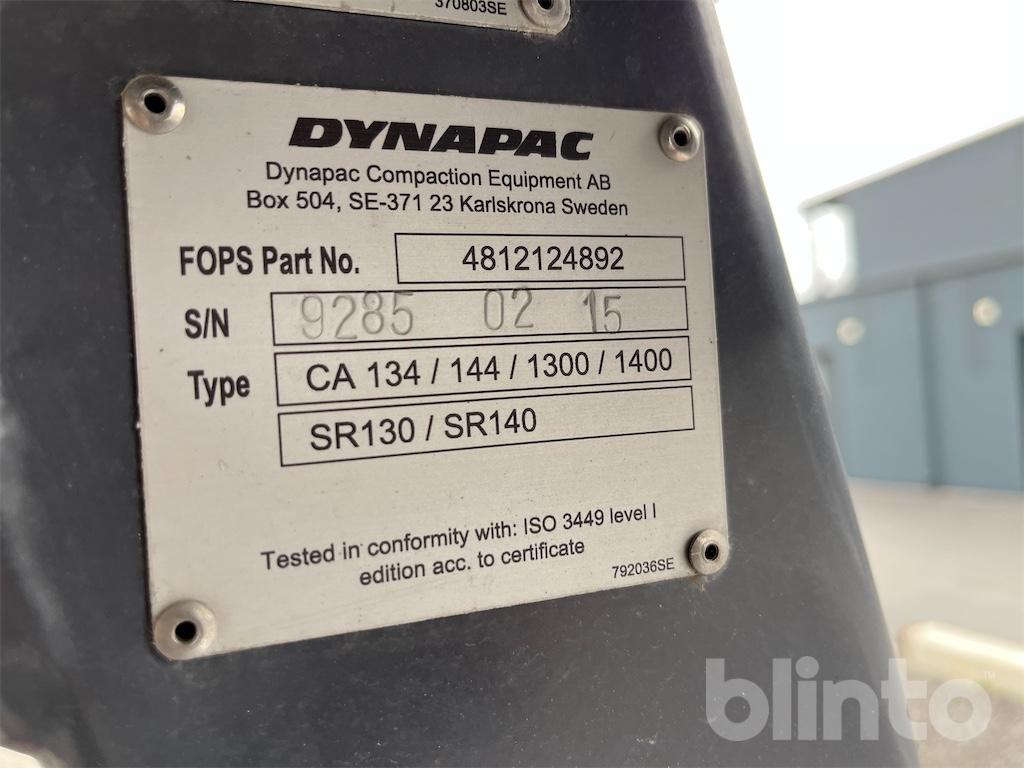 370803SE
DYNAPAC
Dynapac Compaction Equipment AB
Box 504, SE-371 23 Karlskrona Sweden
FOPS Part No. 4812124892
S/N 9285 02 15
Type CA 134 / 144 / 1300 / 1400
SR130 / SR140
Tested in conformity with: ISO 3449 level I
edition acc. to certificate
792036SE
blinto™